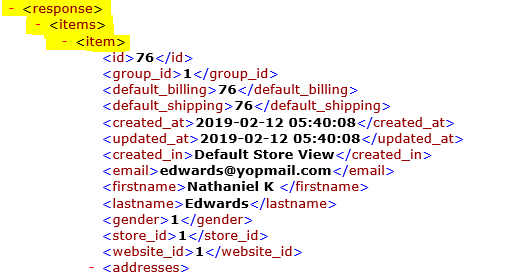 - <response>
- <items>
- <item>
<id>76</id>
<group_id>1</group_id>
<default_billing>76</default_billing>
<default_shipping>76</default_shipping>
<created_at>2019-02-12 05:40:08</created_at>
<updated_at>2019-02-12 05:40:08</updated_at>
<created_in>Default Store View</created_in>
<email>edwards@yopmail.com</email>
<firstname>Nathaniel K </firstname>
<lastname>Edwards</lastname>
<gender>1</gender>
<store_id>1</store_id>
<website_id>1</website_id>
- <addresses>